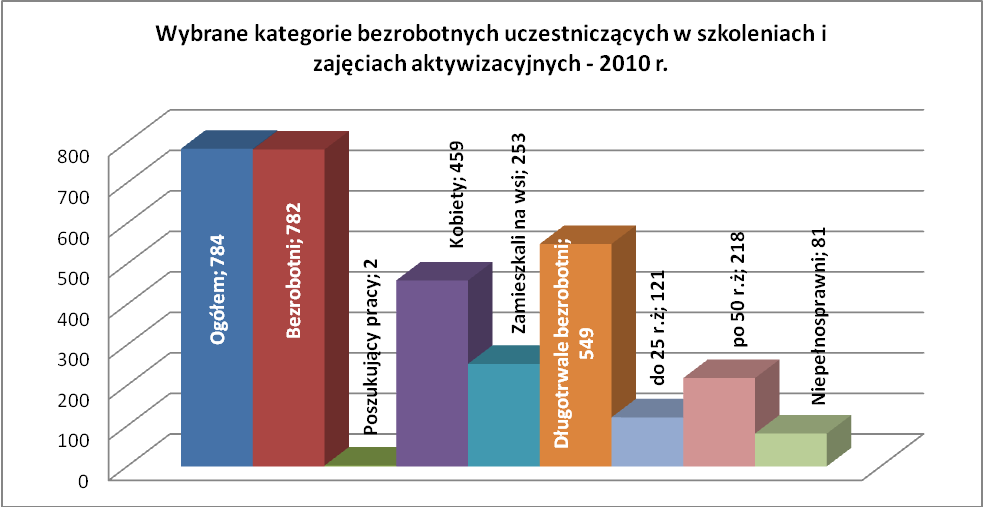 Wybrane kategorie bezrobotnych uczestniczących w szkoleniach i
zajęciach aktywizacyjnych - 2010 r.
800
700
600
500
400
300
200
100
0
Ogółem; 784
Bezrobotni; 782
Poszukujący pracy; 2
Kobiety; 459
Zamieszkali na wsi; 253
Długotrwale bezrobotni;
549
do 25 r.ż; 121
po 50 r.ż; 218
Niepełnosprawni; 81